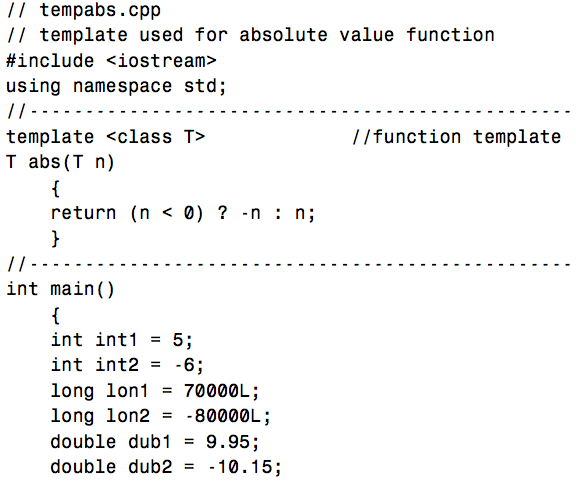 // tempabs.cpp
// template used for absolute value function
#include <iostream>
using namespace std;
//-------------------------------------------------
template <class T>             //function template
T abs(T n)
    {
    return (n < 0) ? -n : n;
    }
//-------------------------------------------------
int main()
    {
    int int1 = 5;
    int int2 = -6;
    long lon1 = 70000L;
    long lon2 = -80000L;
    double dub1 = 9.95;
    double dub2 = -10.15;